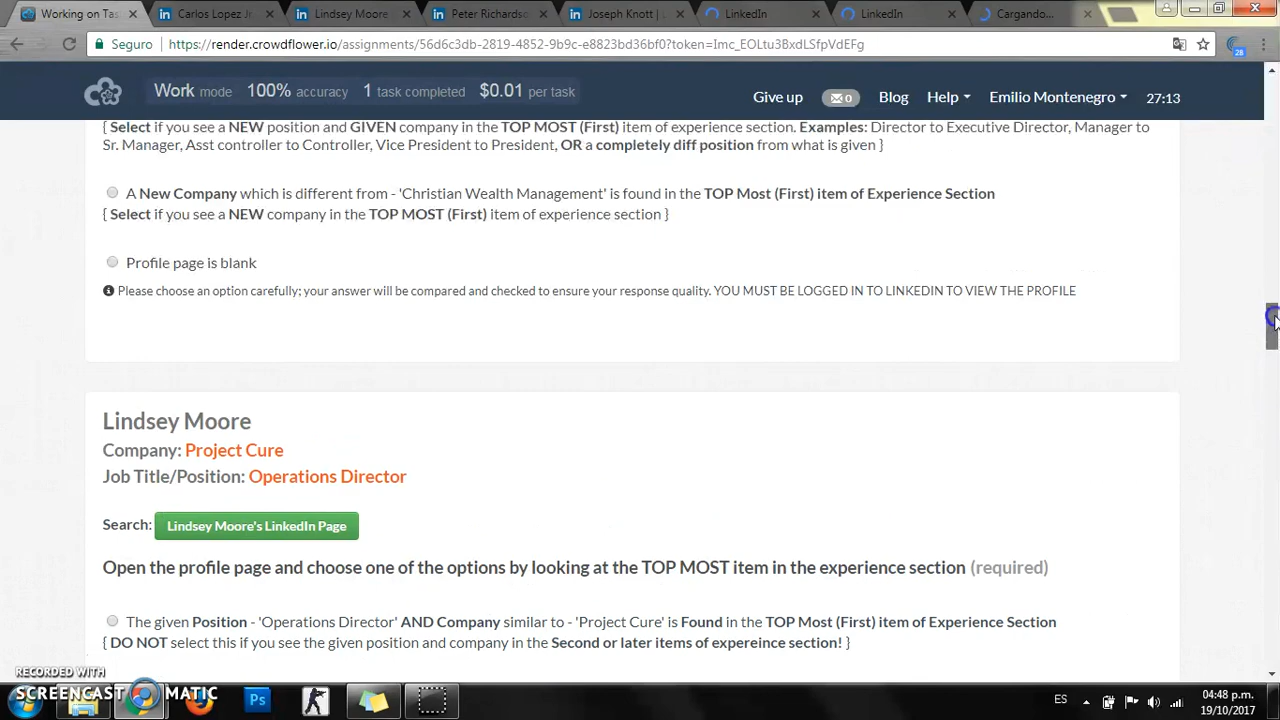 Working on Tas
Carlos Lopez Jr.
Lindsey Moore
Peter Richards
Joseph Knott | L
LinkedIn
LinkedIn
Cargando...
Seguro https://render.crowdflower.io/assignments/56d6c3db-2819-4852-9b9c-e8823bd36bf0?token=Imc_EOLtu3BxdLSfpVdEFg
28
Work mode 100% accuracy 1 task completed $0.01 per task
Give up 0 Blog Help Emilio Montenegro 27:13
{ Select if you see a NEW position and GIVEN company in the TOP MOST (First) item of experience section. Examples: Director to Executive Director, Manager to
Sr. Manager, Asst controller to Controller, Vice President to President, OR a completely diff position from what is given }
A New Company which is different from - 'Christian Wealth Management' is found in the TOP Most (First) item of Experience Section
{ Select if you see a NEW company in the TOP MOST (First) item of experience section }
Profile page is blank
Please choose an option carefully; your answer will be compared and checked to ensure your response quality. YOU MUST BE LOGGED IN TO LINKEDIN TO VIEW THE PROFILE
Lindsey Moore
Company: Project Cure
Job Title/Position: Operations Director
Search: Lindsey Moore's LinkedIn Page
Open the profile page and choose one of the options by looking at the TOP MOST item in the experience section (required)
The given Position - 'Operations Director' AND Company similar to - 'Project Cure' is Found in the TOP Most (First) item of Experience Section
{ DO NOT select this if you see the given position and company in the Second or later items of expereince section! }
RECORDED WITH
SCREENCAST MATIC
Ps
ES
04:48 p.m.
19/10/2017